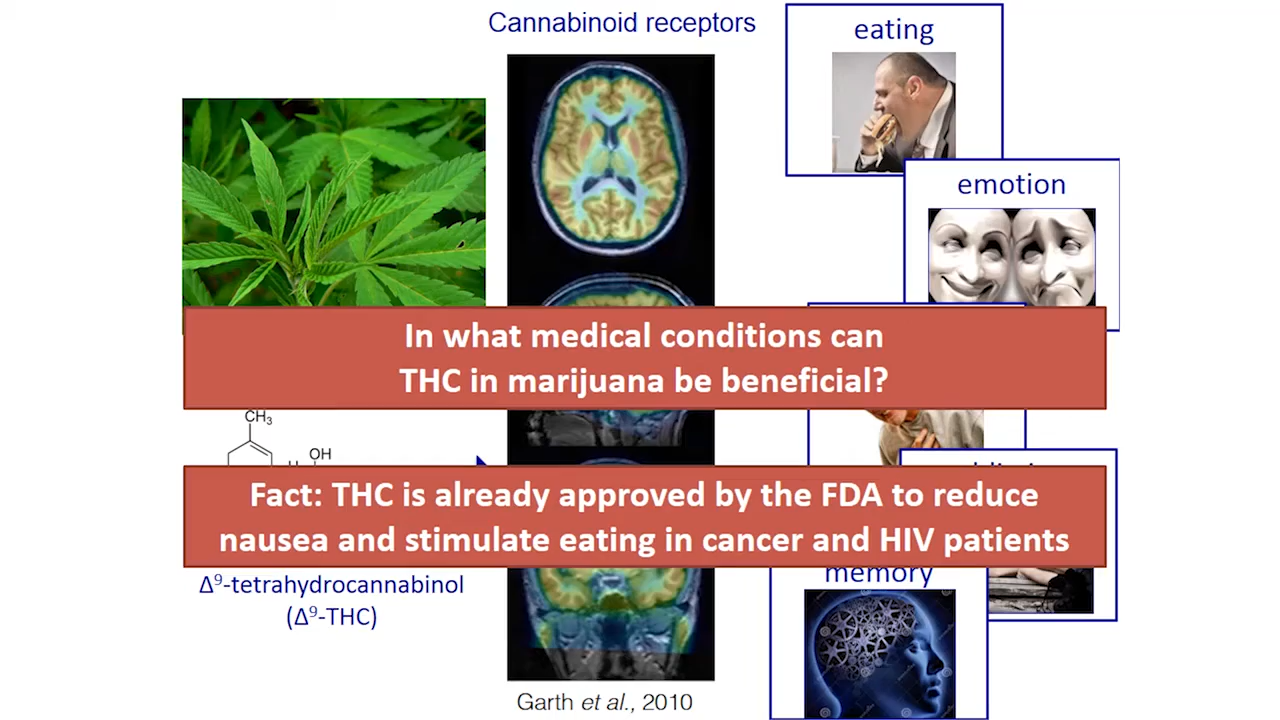 Cannabinoid receptors
eating
emotion
In what medical conditions can
THC in marijuana be beneficial?
CH₃
OH
Fact: THC is already approved by the FDA to reduce
nausea and stimulate eating in cancer and HIV patients
Δ⁹-tetrahydrocannabinol
(Δ⁹-THC)
memory
Garth et al., 2010